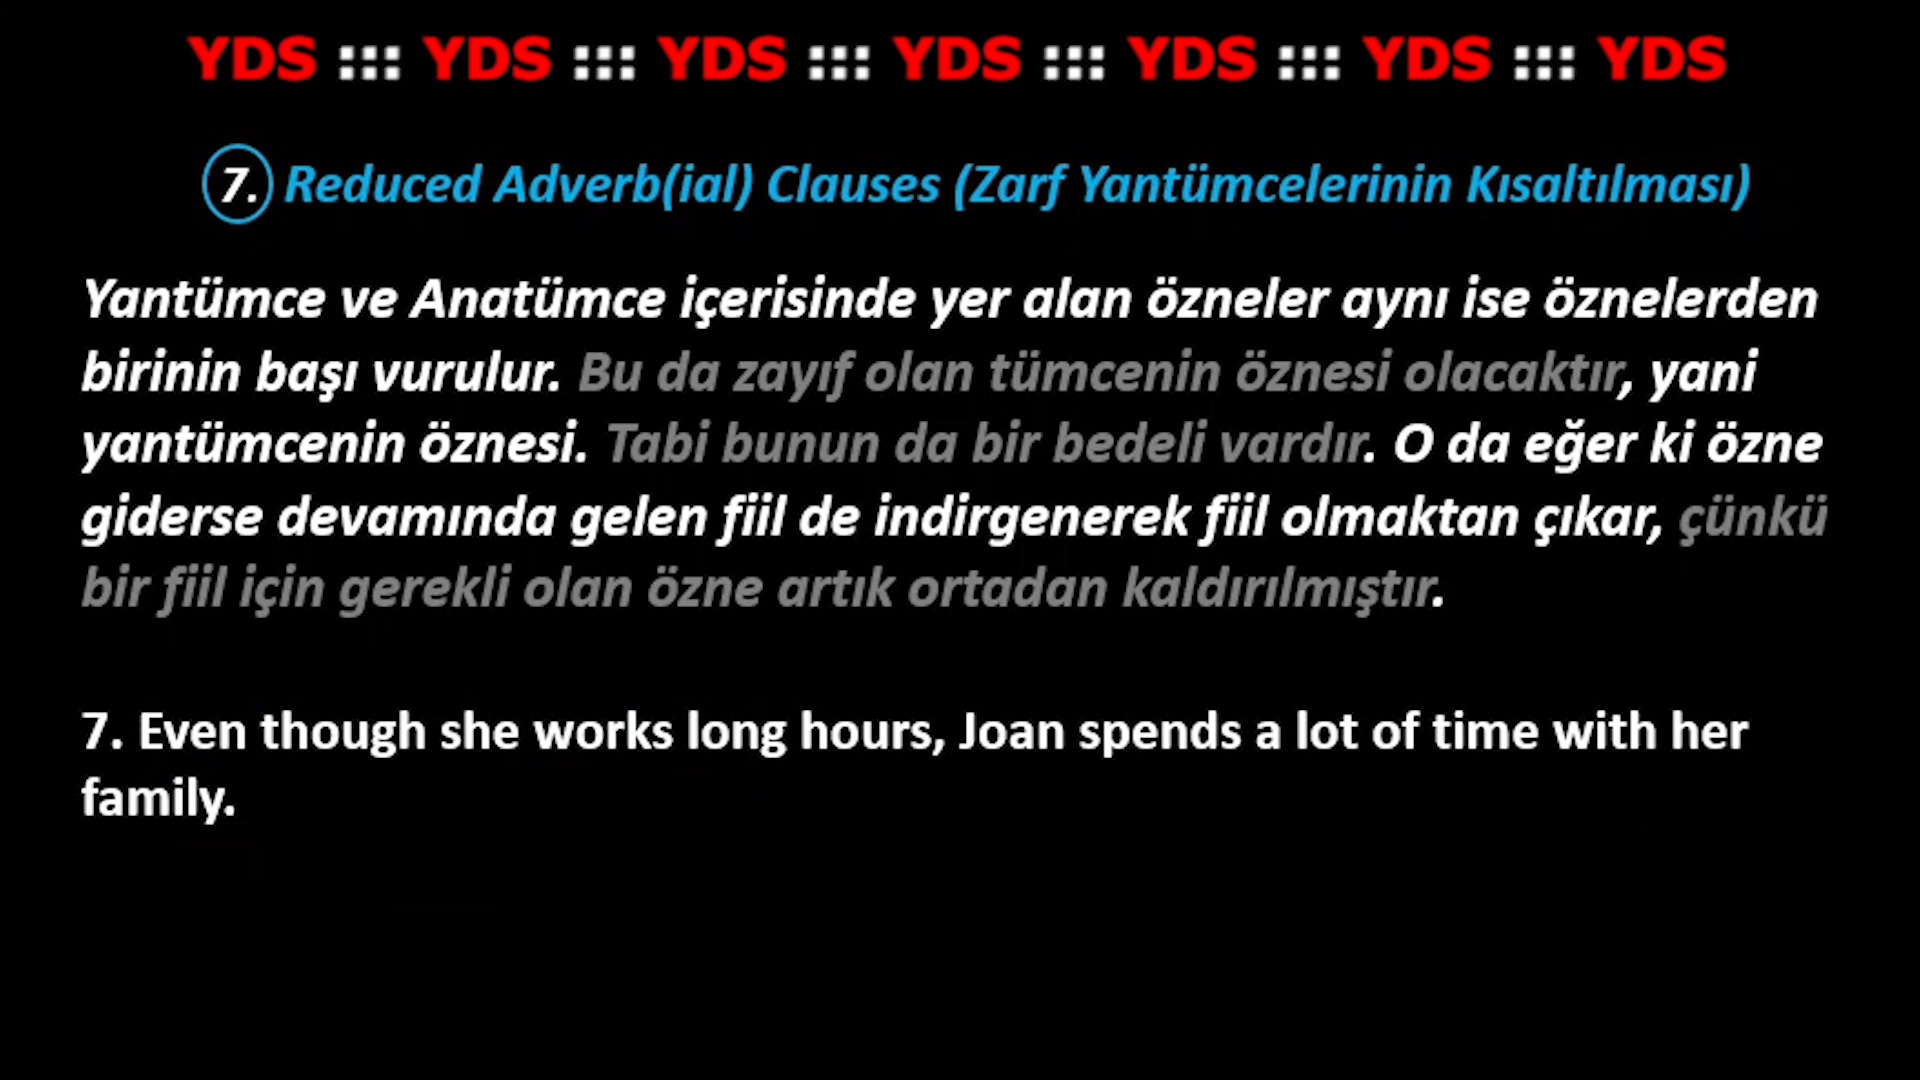 YDS ::: YDS ::: YDS ::: YDS ::: YDS ::: YDS ::: YDS
7. Reduced Adverb(ial) Clauses (Zarf Yantümcelerinin Kısaltılması)
Yantümce ve Anatümce içerisinde yer alan özneler aynı ise öznelerden
birinin başı vurulur. Bu da zayıf olan tümcenin öznesi olacaktır, yani
yantümcenin öznesi. Tabi bunun da bir bedeli vardır. O da eğer ki özne
giderse devamında gelen fiil de indirgenerek fiil olmaktan çıkar, çünkü
bir fiil için gerekli olan özne artık ortadan kaldırılmıştır.
7. Even though she works long hours, Joan spends a lot of time with her
family.